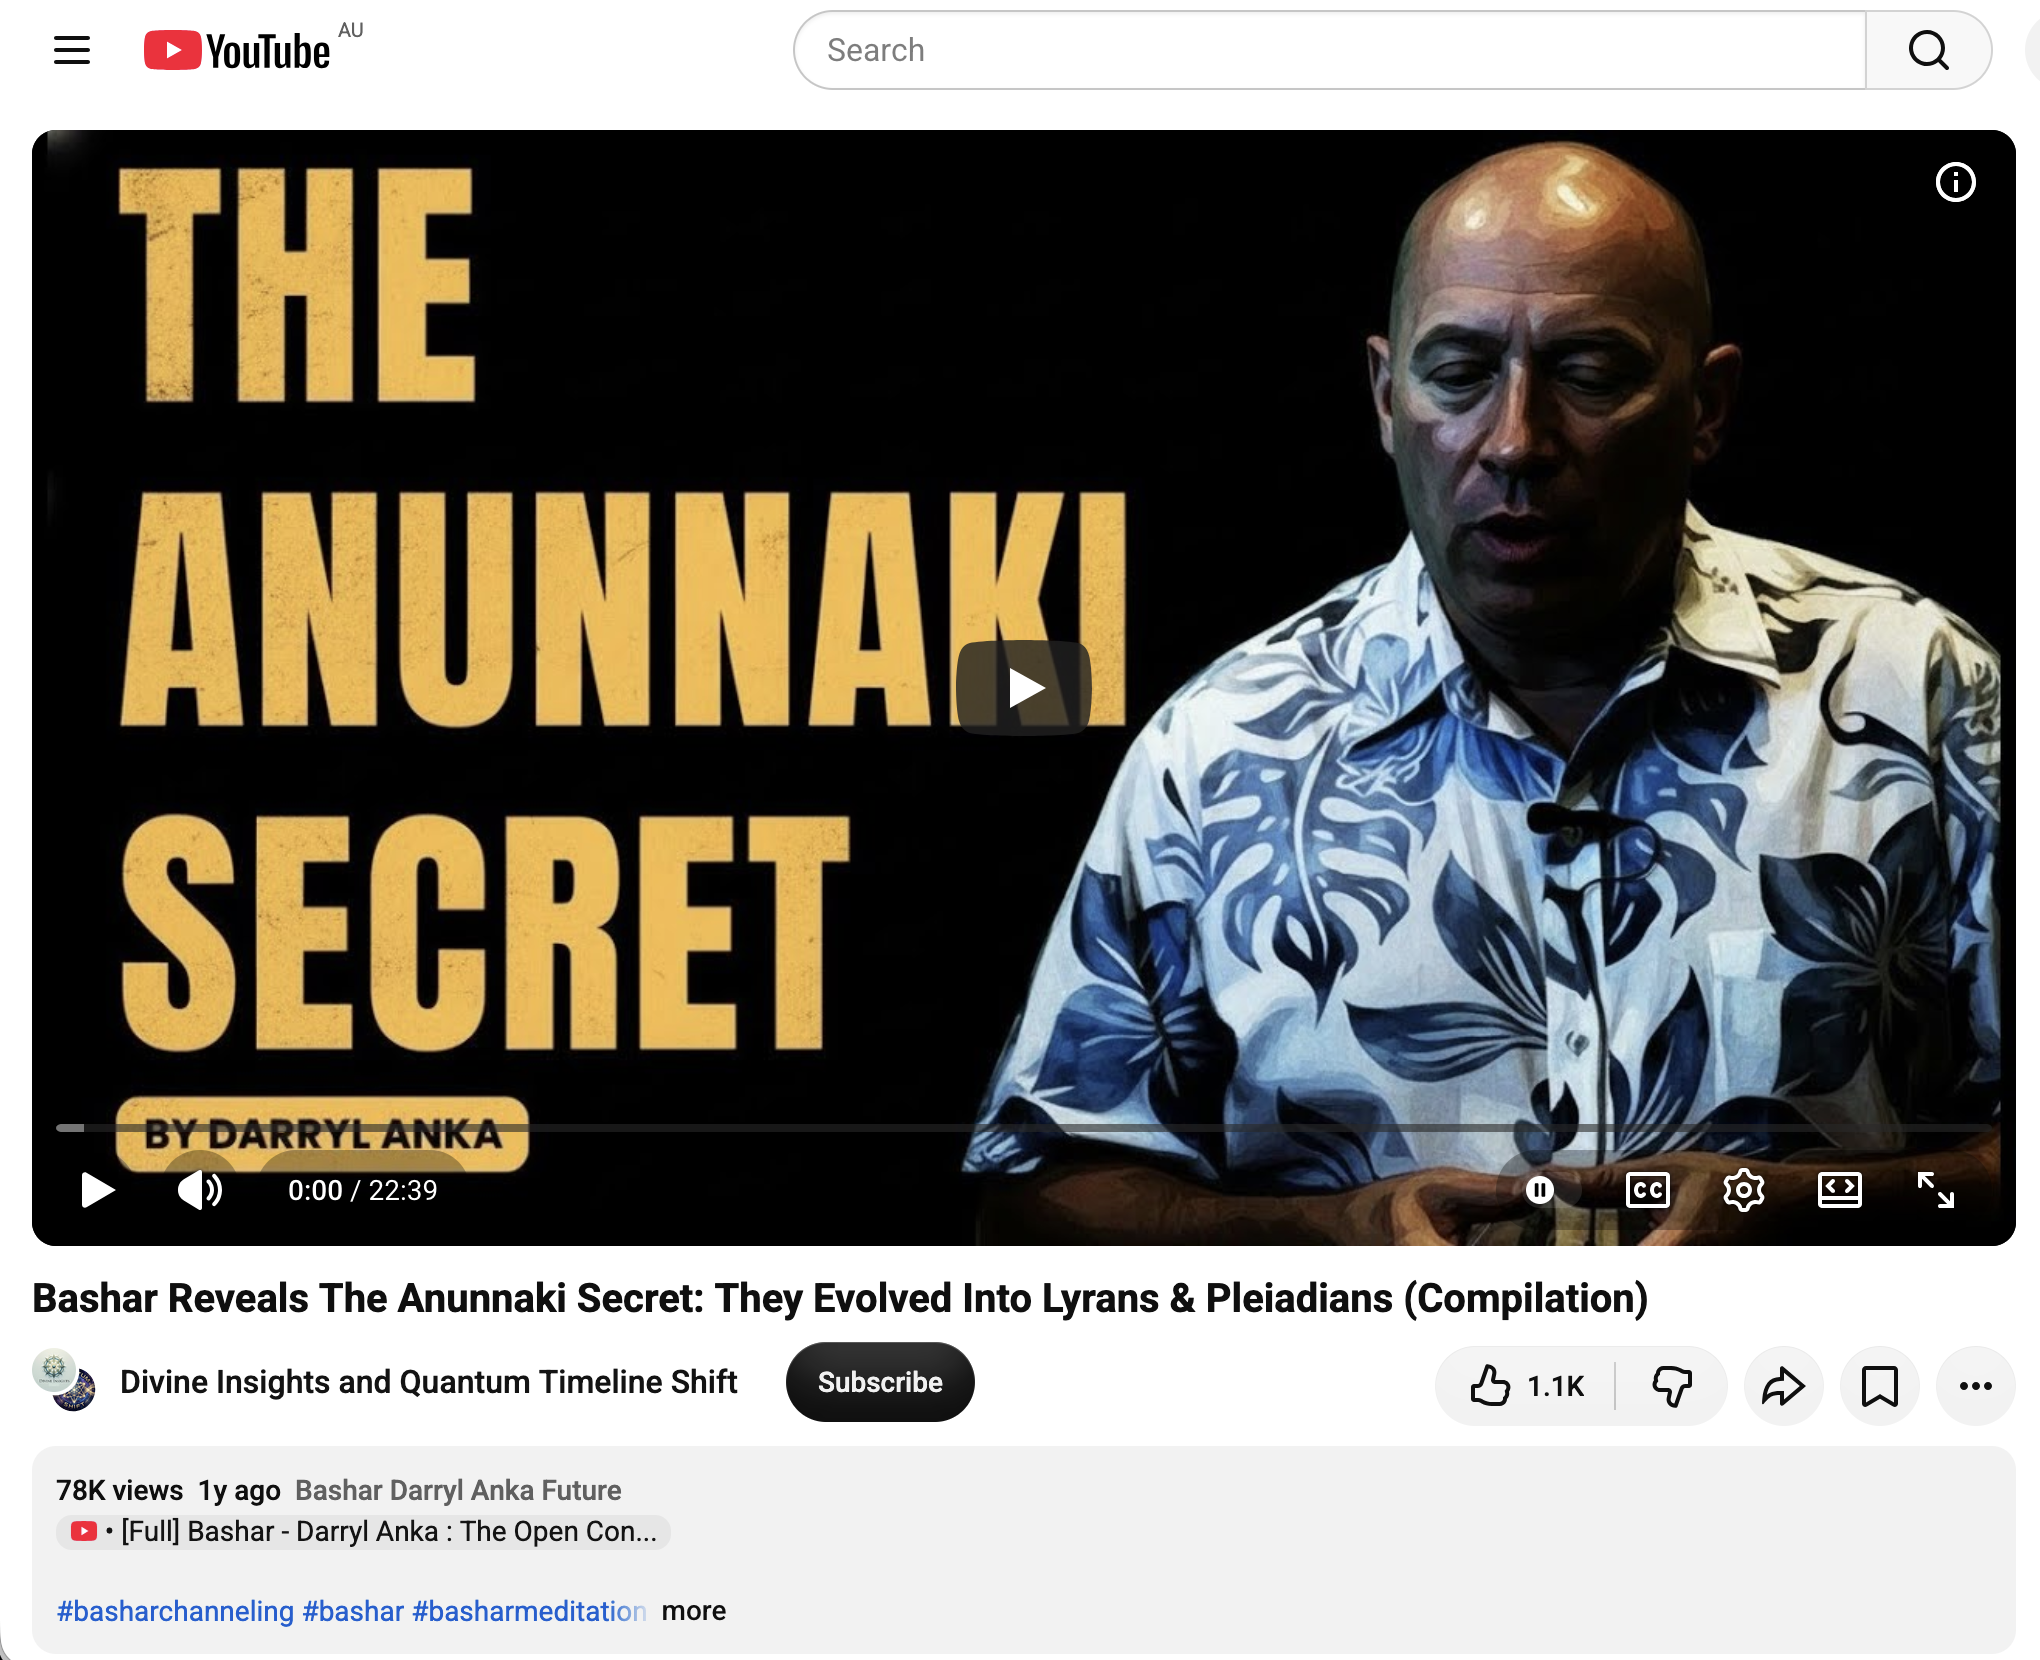 YouTube AU
Search
THE
ANUNNAKI
SECRET
BY DARRYL ANKA
0:00 / 22:39
CC
Bashar Reveals The Anunnaki Secret: They Evolved Into Lyrans & Pleiadians (Compilation)
Divine Insights and Quantum Timeline Shift
Subscribe
1.1K
78K views 1y ago Bashar Darryl Anka Future
• [Full] Bashar - Darryl Anka : The Open Con...
#basharchanneling #bashar #basharmeditation more